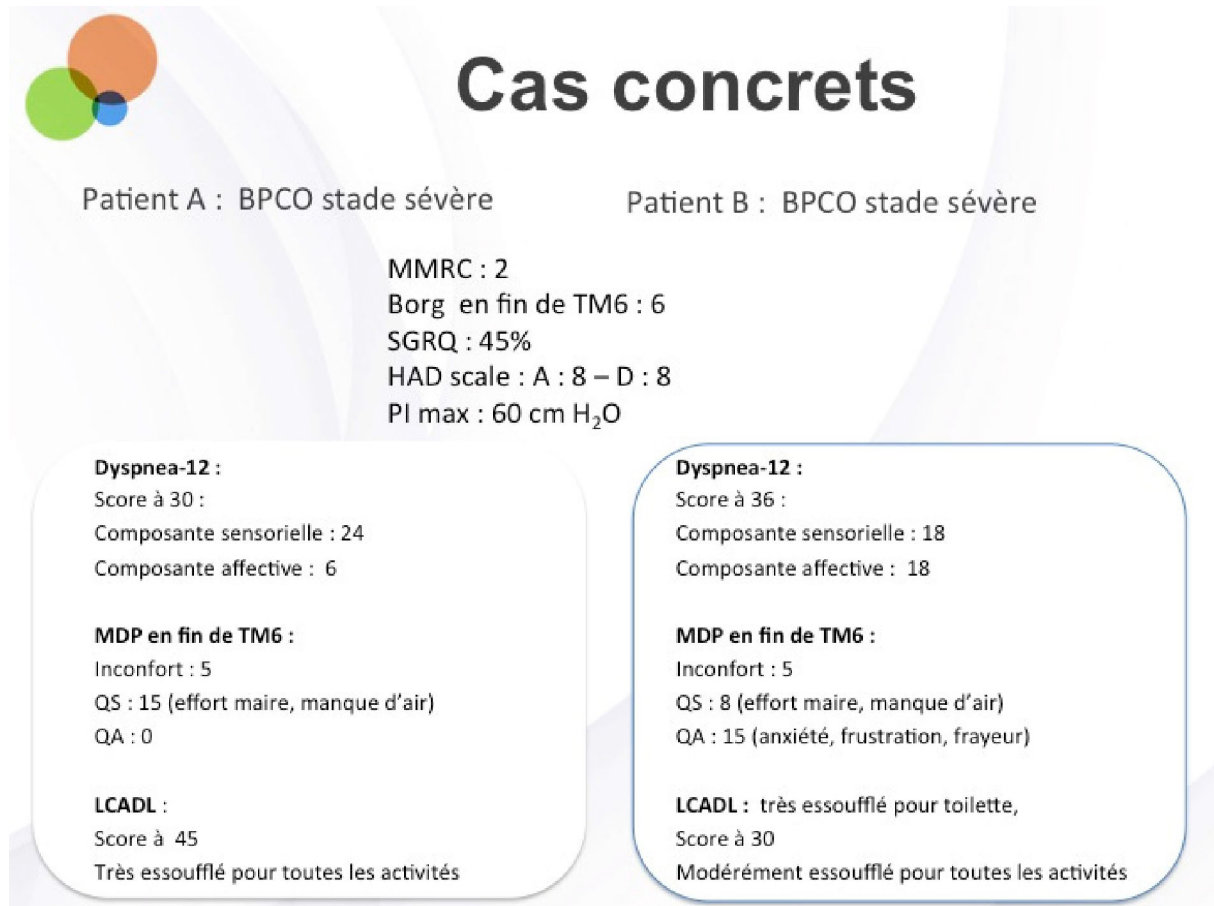 Cas concrets
Patient A :  BPCO stade sévère
Patient B :  BPCO stade sévère
MMRC : 2
Borg  en fin de TM6 : 6
SGRQ : 45%
HAD scale : A : 8 – D : 8
PI max : 60 cm H₂O
Dyspnea-12 :
Score à 30 :
Composante sensorielle : 24
Composante affective :  6
MDP en fin de TM6 :
Inconfort : 5
QS : 15 (effort maire, manque d’air)
QA : 0
LCADL :
Score à  45
Très essoufflé pour toutes les activités
Dyspnea-12 :
Score à 36 :
Composante sensorielle : 18
Composante affective :  18
MDP en fin de TM6 :
Inconfort : 5
QS : 8 (effort maire, manque d’air)
QA : 15 (anxiété, frustration, frayeur)
LCADL :  très essoufflé pour toilette,
Score à 30
Modérément essoufflé pour toutes les activités